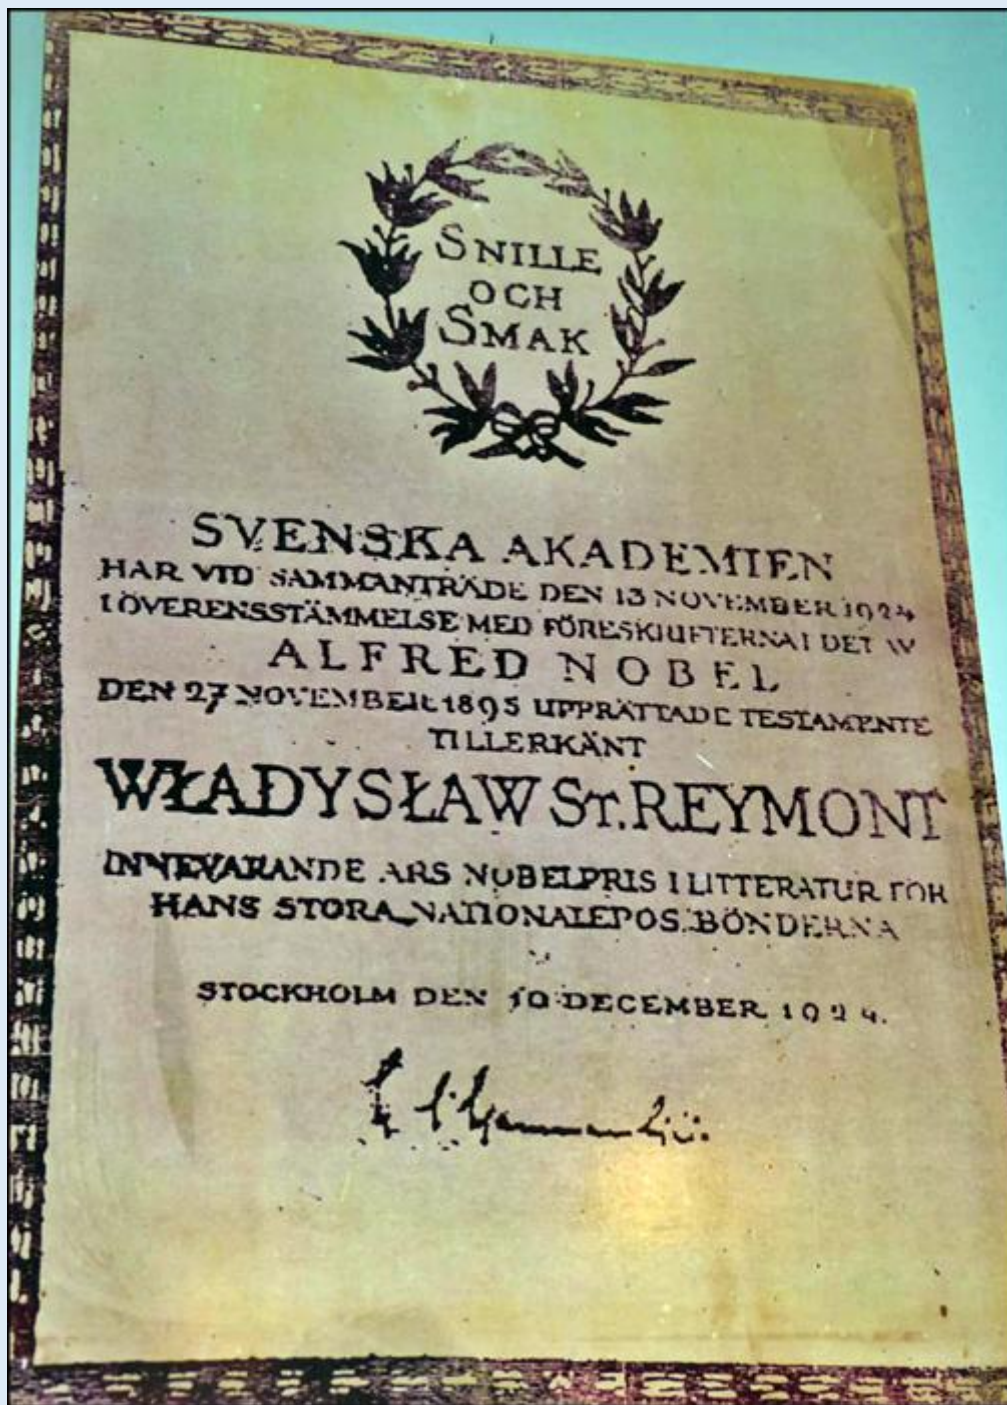 SNILLE
OCH
SMAK
SVENSKA AKADEMIEN
HAR VID SAMMANTRÄDE DEN 13 NOVEMBER 1924
I ÖVERENSSTÄMMELSE MED FÖRESKRIFTERNA I DET
ALFRED NOBEL
DEN 27 NOVEMBER 1895 UPPRÄTTADE TESTAMENTE
TILLERKÄNT
WŁADYSŁAW ST. REYMONT
INNEVARANDE ÅRS NOBELPRIS I LITTERATUR FÖR
HANS STORA NATIONALEPOS BÖNDERNA
STOCKHOLM DEN 10 DECEMBER 1924.